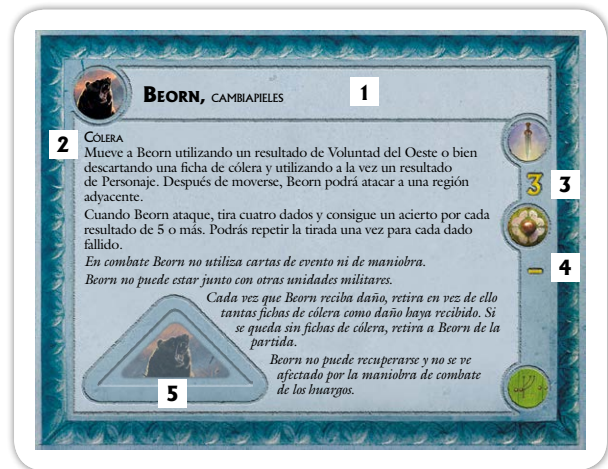 BEORN, CAMBIAPIELES
1
2
CÓLERA
Mueve a Beorn utilizando un resultado de Voluntad del Oeste o bien
descartando una ficha de cólera y utilizando a la vez un resultado
de Personaje. Después de moverse, Beorn podrá atacar a una región
adyacente.
3
3
Cuando Beorn ataque, tira cuatro dados y consigue un acierto por cada
resultado de 5 o más. Podrás repetir la tirada una vez para cada dado
fallido.
–
4
En combate Beorn no utiliza cartas de evento ni de maniobra.
Beorn no puede estar junto con otras unidades militares.
Cada vez que Beorn reciba daño, retira en vez de ello
tantas fichas de cólera como daño haya recibido. Si
se queda sin fichas de cólera, retira a Beorn de la
partida.
Beorn no puede recuperarse y no se ve
afectado por la maniobra de combate
de los huargos.
5